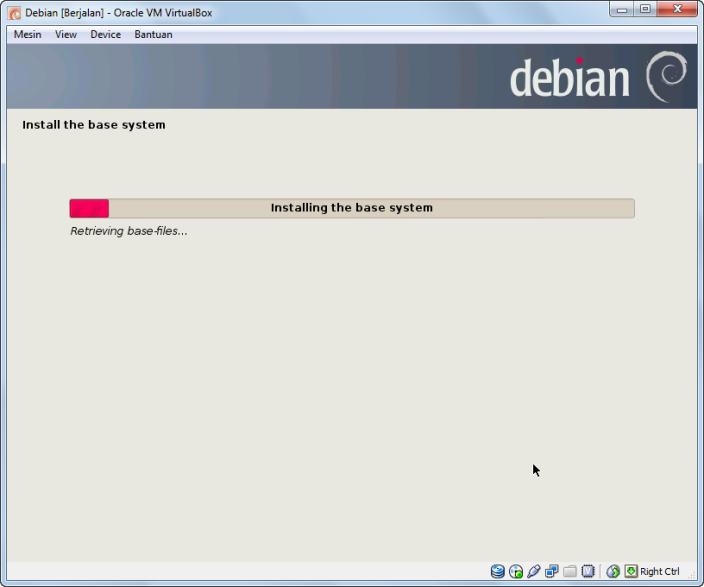 Debian [Berjalan] - Oracle VM VirtualBox
Mesin View Device Bantuan
debian
Install the base system
Installing the base system
Retrieving base-files...
Right Ctrl